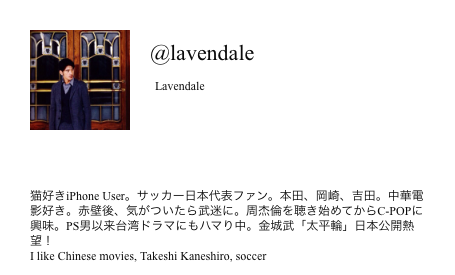 @lavendale
Lavendale
猫好きiPhone User。サッカー日本代表ファン。本田、岡崎、吉田。中華電
影好き。赤壁後、気がついたら武迷に。周杰倫を聴き始めてからC-POPに
興味。PS男以来台湾ドラマにもハマり中。金城武「太平輪」日本公開熱
望！
I like Chinese movies, Takeshi Kaneshiro, soccer